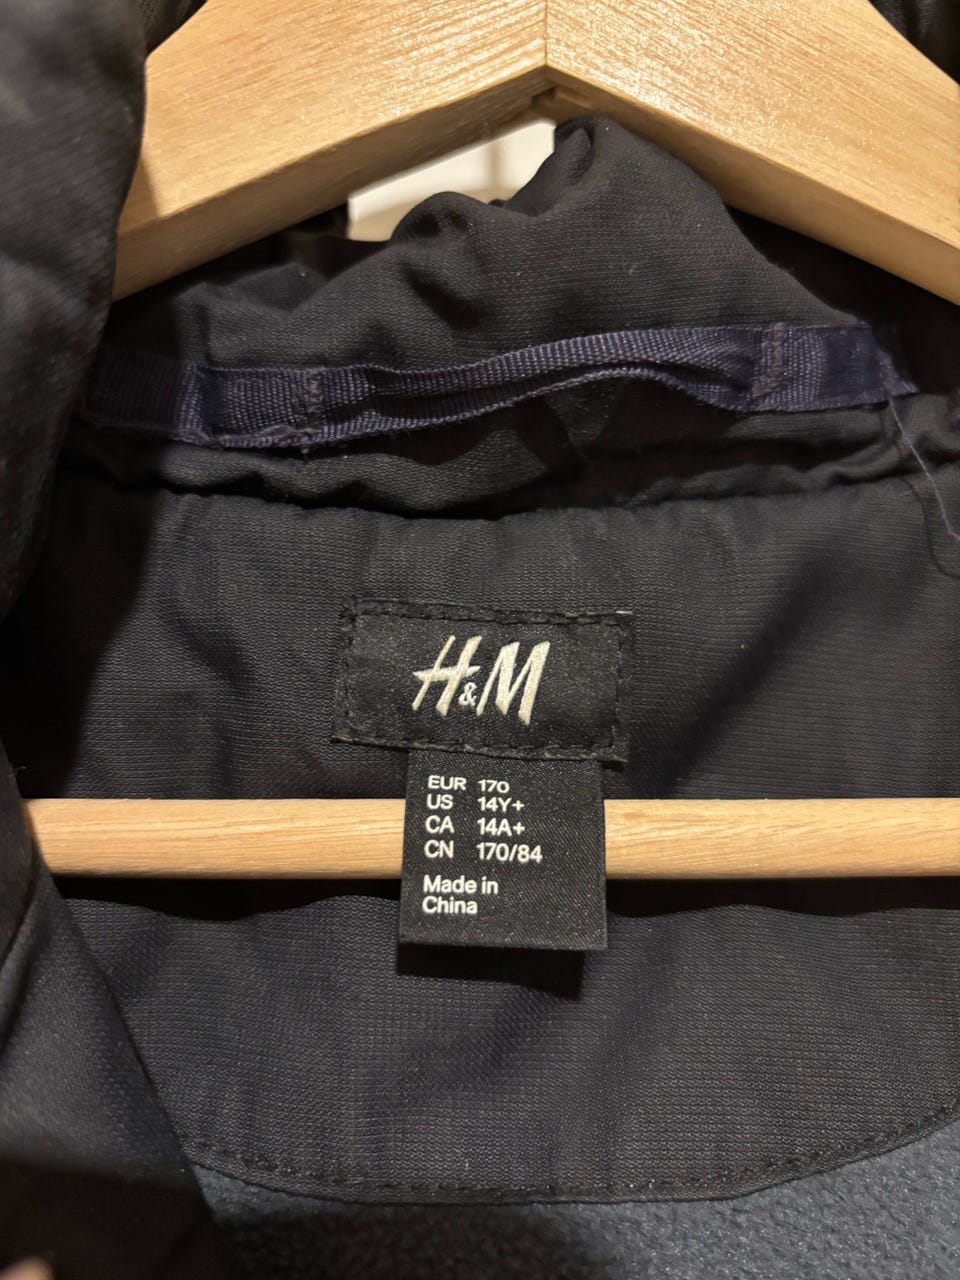 H&M
EUR 170
US 14Y+
CA 14A+
CN 170/84
Made in
China